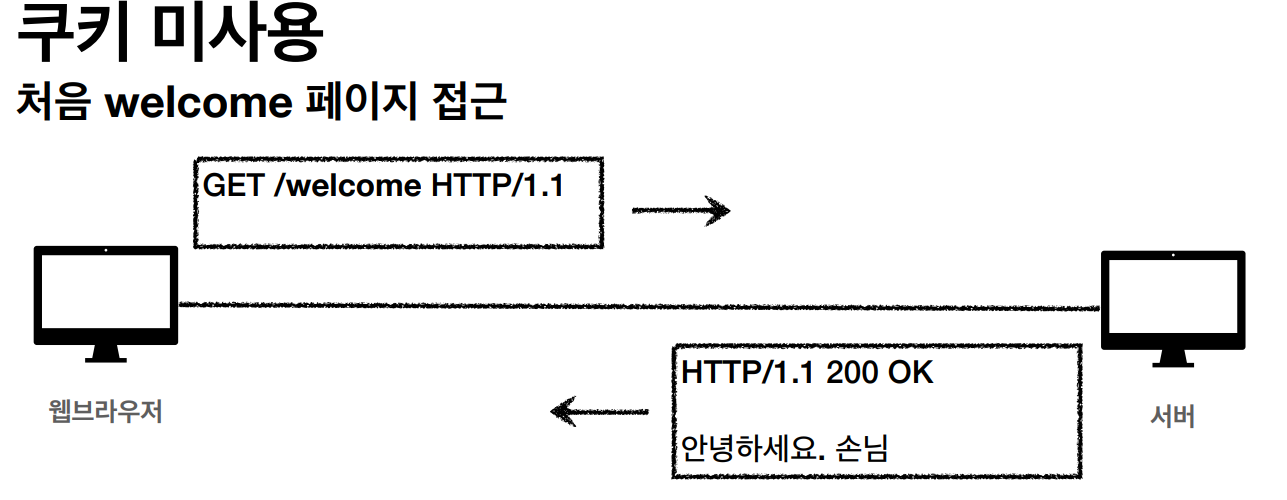 쿠키 미사용
처음 welcome 페이지 접근
GET /welcome HTTP/1.1
HTTP/1.1 200 OK
안녕하세요. 손님
웹브라우저
서버